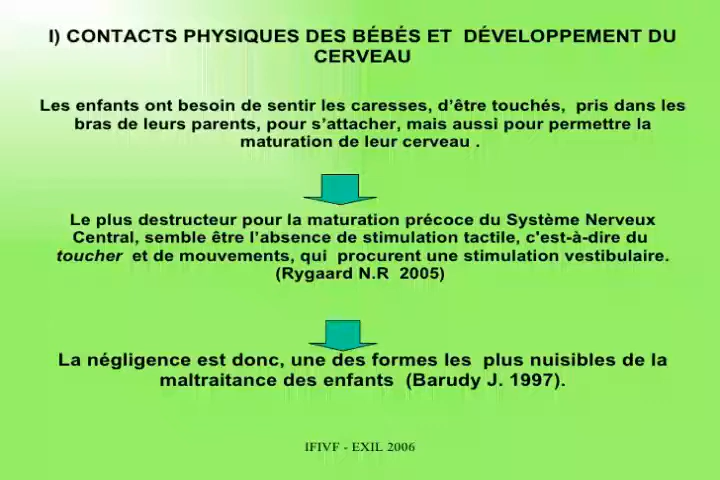 I) CONTACTS PHYSIQUES DES BÉBÉS ET DÉVELOPPEMENT DU
CERVEAU
Les enfants ont besoin de sentir les caresses, d'être touchés, pris dans les
bras de leurs parents, pour s'attacher, mais aussi pour permettre la
maturation de leur cerveau .
Le plus destructeur pour la maturation précoce du Système Nerveux
Central, semble être l'absence de stimulation tactile, c'est-à-dire du
toucher et de mouvements, qui procurent une stimulation vestibulaire.
(Rygaard N.R 2005)
La négligence est donc, une des formes les plus nuisibles de la
maltraitance des enfants (Barudy J. 1997).
IFIVF - EXIL 2006